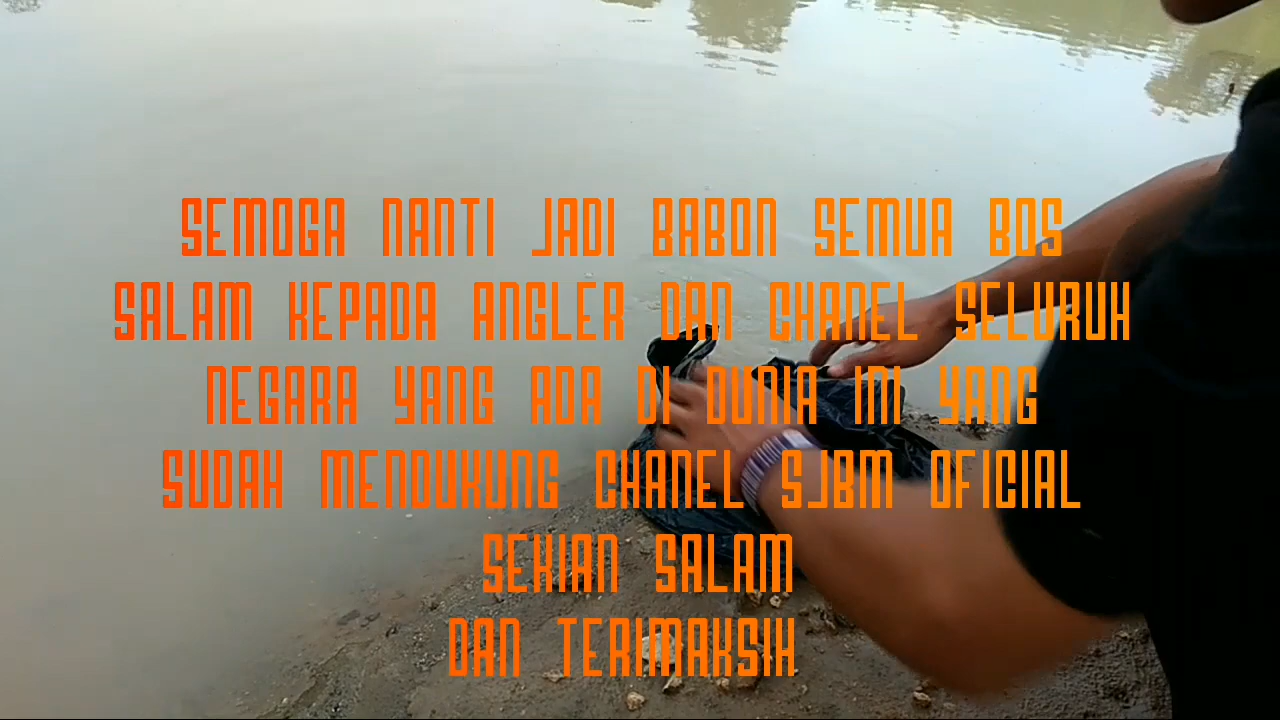 SEMOGA NANTI JADI BABON SEMUA BOS
SALAM KEPADA ANGLER DAN CHANEL SELURUH
NEGARA YANG ADA DI DUNIA INI YANG
SUDAH MENDUKUNG CHANEL SJBM OFICIAL
SEKIAN SALAM
DAN TERIMAKSIH